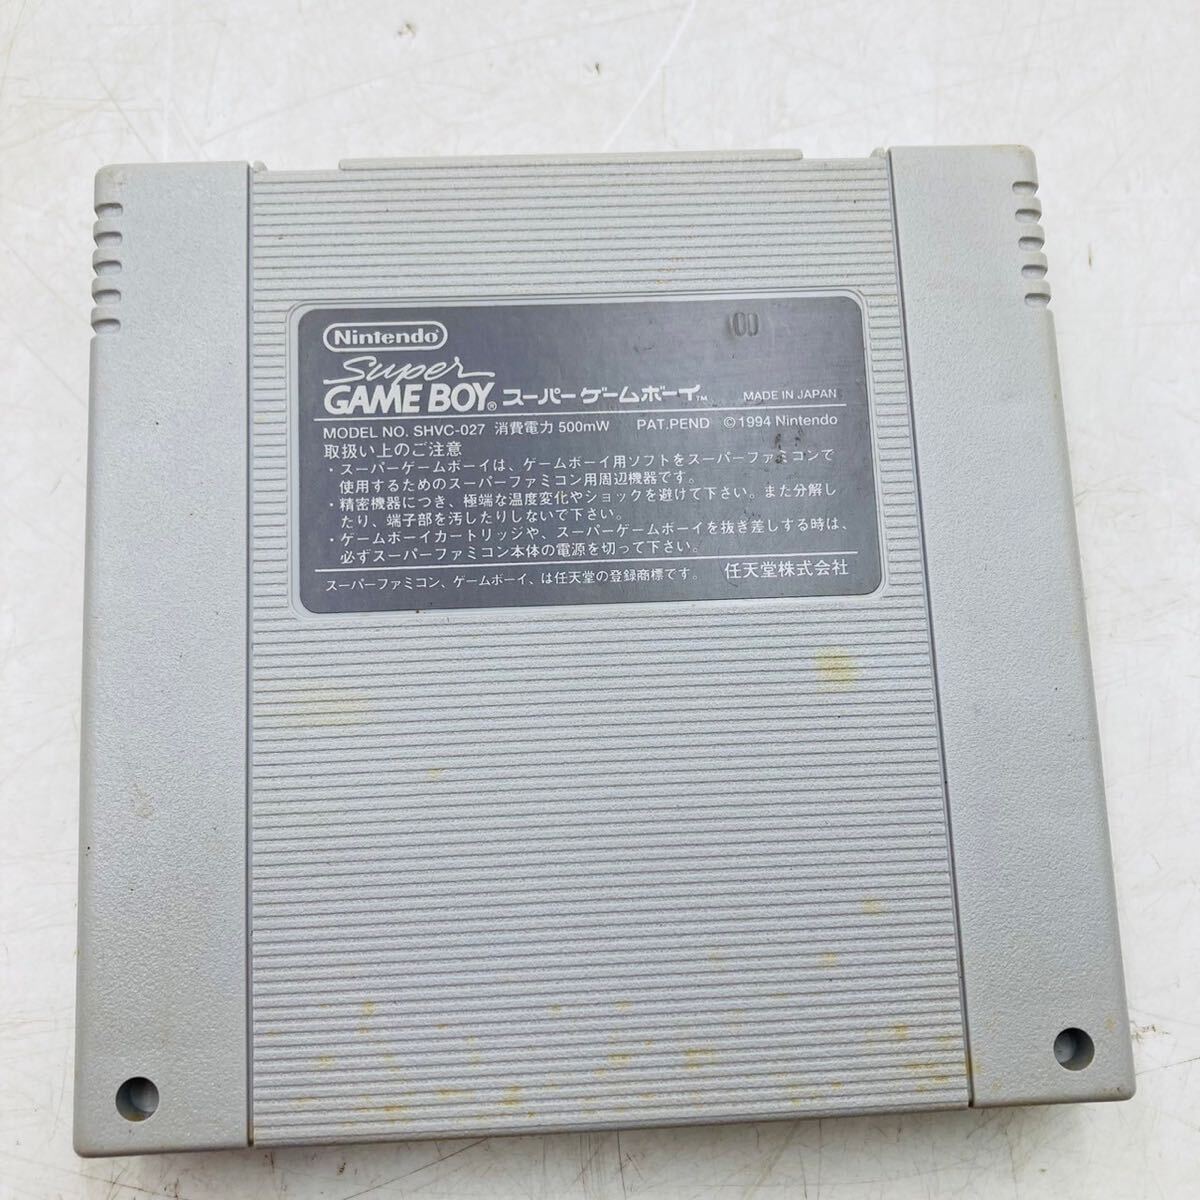 Nintendo
Super
GAME BOY® スーパーゲームボーイ™ MADE IN JAPAN
MODEL NO. SHVC-027 消費電力 500mW PAT.PEND ©1994 Nintendo
取扱い上のご注意
・スーパーゲームボーイは、ゲームボーイ用ソフトをスーパーファミコンで
使用するためのスーパーファミコン用周辺機器です。
・精密機器につき、極端な温度変化やショックを避けて下さい。また分解し
たり、端子部を汚したりしないで下さい。
・ゲームボーイカートリッジや、スーパーゲームボーイを抜き差しする時は、
必ずスーパーファミコン本体の電源を切って下さい。
スーパーファミコン、ゲームボーイ、は任天堂の登録商標です。 任天堂株式会社